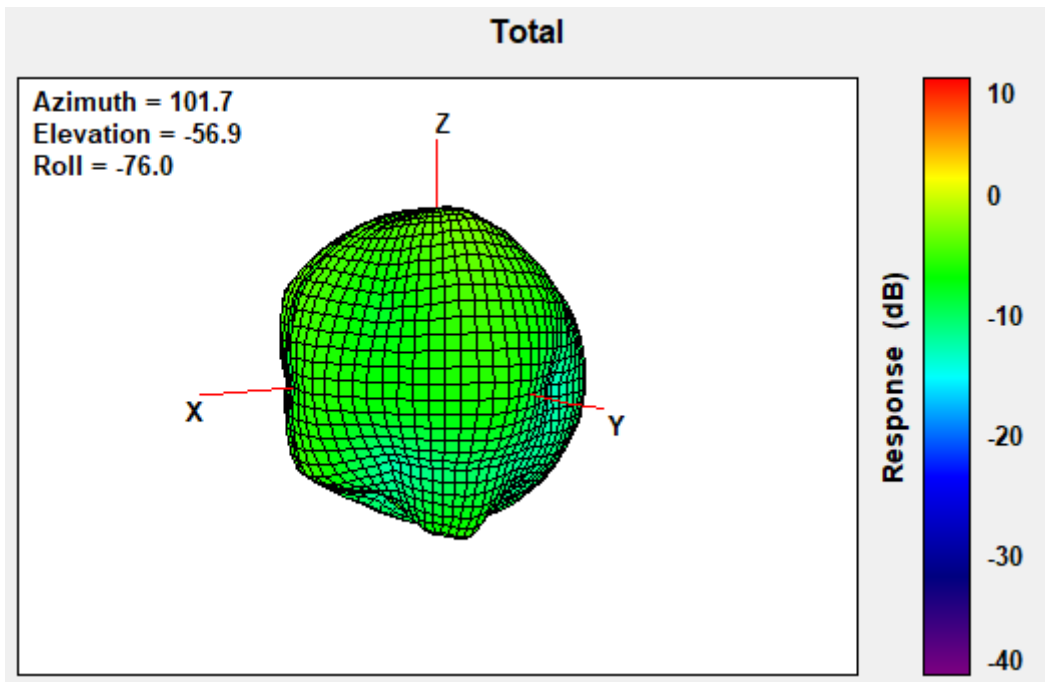 Total
Azimuth = 101.7
Elevation = -56.9
Roll = -76.0
Z
X
Y
10
0
-10
-20
-30
-40
Response (dB)